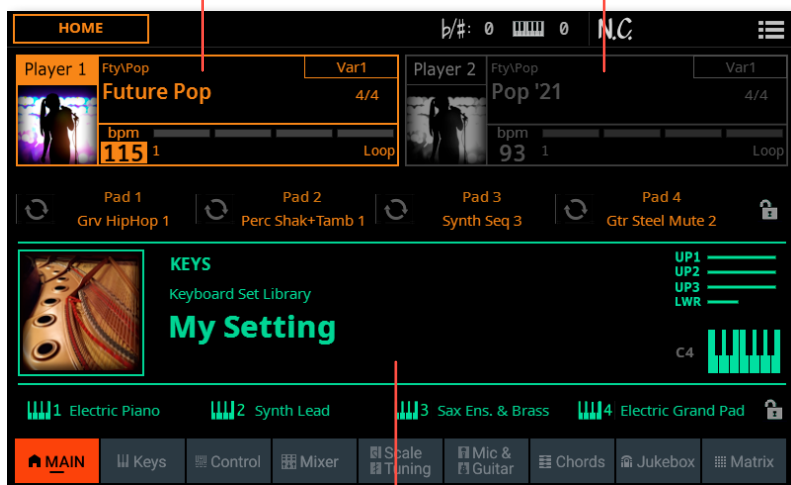 HOME
b/#: 0 0 N.C.
Player 1 Fty\Pop Var1
Future Pop 4/4
bpm
115 1 Loop
Player 2 Fty\Pop Var1
Pop '21 4/4
bpm
93 1 Loop
Pad 1 Pad 2 Pad 3 Pad 4
Grv HipHop 1 Perc Shak+Tamb 1 Synth Seq 3 Gtr Steel Mute 2
KEYS
Keyboard Set Library
My Setting
UP1
UP2
UP3
LWR
C4
1 Electric Piano 2 Synth Lead 3 Sax Ens. & Brass 4 Electric Grand Pad
MAIN Keys Control Mixer Scale Tuning Mic & Guitar Chords Jukebox Matrix